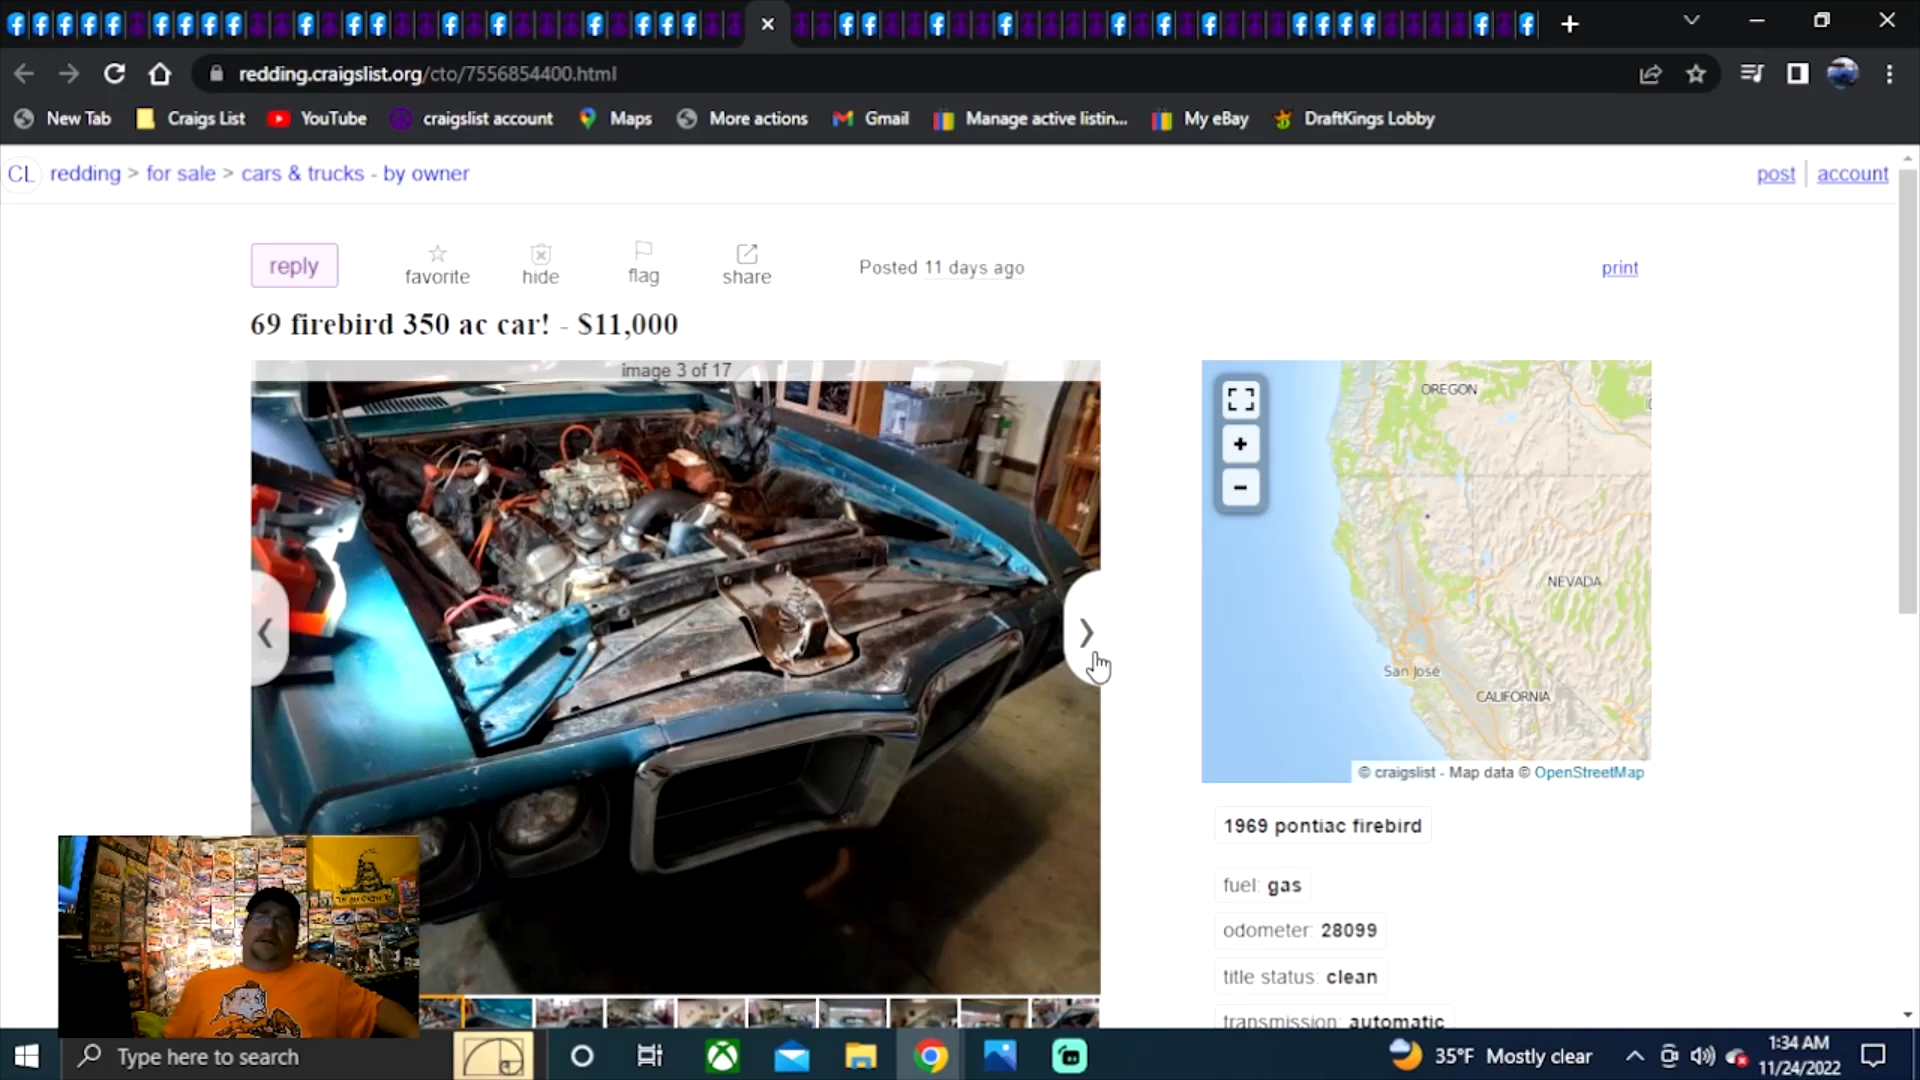 redding.craigslist.org/cto/7556854400.html
New Tab
Craigs List
YouTube
craigslist account
Maps
More actions
Gmail
Manage active listin...
My eBay
DraftKings Lobby
CL redding > for sale > cars & trucks - by owner
post
account
reply
favorite
hide
flag
share
Posted 11 days ago
print
69 firebird 350 ac car! - $11,000
image 3 of 17
OREGON
NEVADA
San José
CALIFORNIA
© craigslist - Map data © OpenStreetMap
1969 pontiac firebird
fuel: gas
odometer: 28099
title status: clean
transmission: automatic
Type here to search
35°F Mostly clear
1:34 AM
11/24/2022